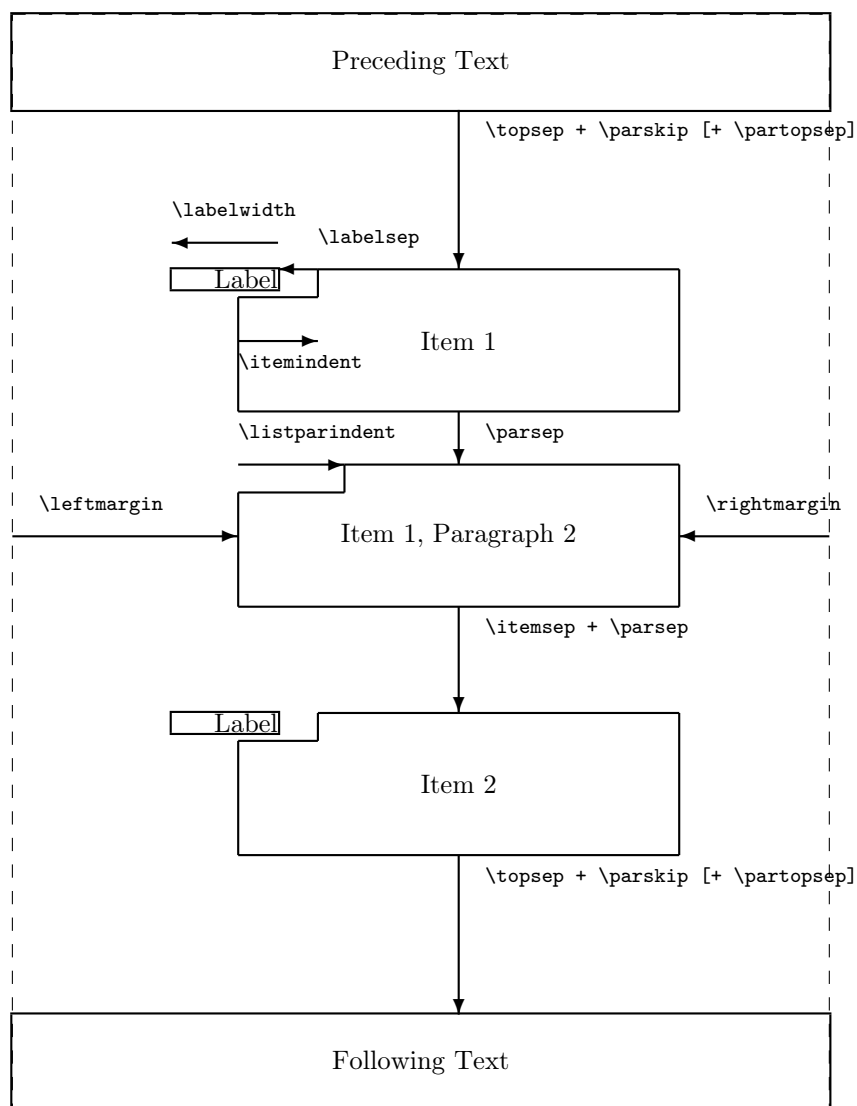 Preceding Text
\topsep + \parskip [+ \partopsep]
\labelwidth
\labelsep
Label
Item 1
\itemindent
\listparindent
\parsep
\leftmargin
\rightmargin
Item 1, Paragraph 2
\itemsep + \parsep
Label
Item 2
\topsep + \parskip [+ \partopsep]
Following Text